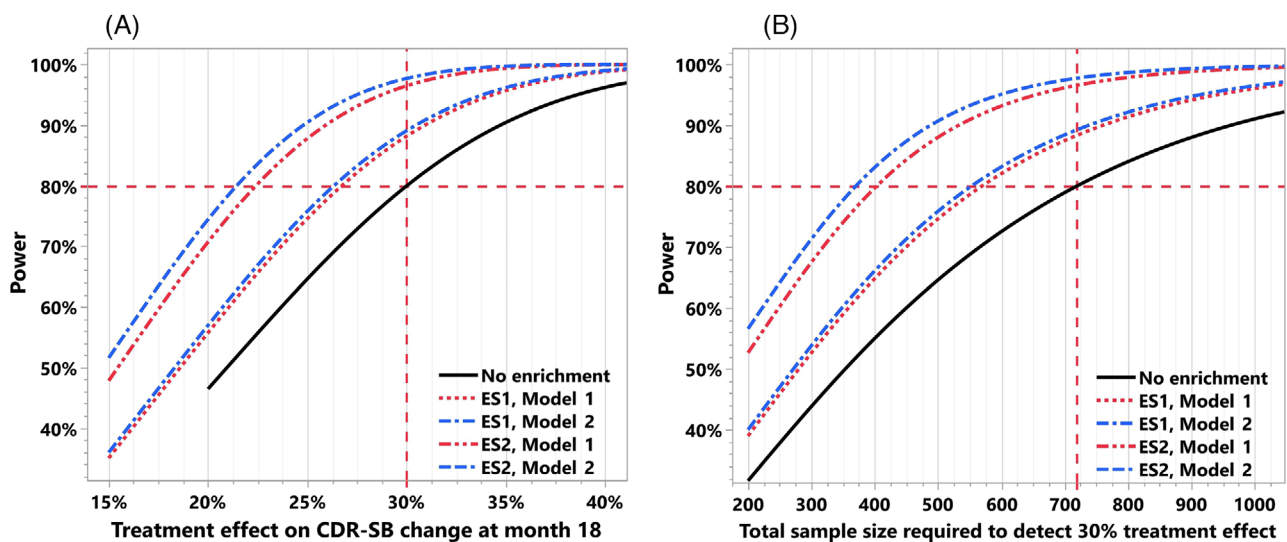 (A)
100%
90%
80%
70%
60%
50%
40%
Power
No enrichment
ES1, Model 1
ES1, Model 2
ES2, Model 1
ES2, Model 2
15% 20% 25% 30% 35% 40%
Treatment effect on CDR-SB change at month 18
(B)
100%
90%
80%
70%
60%
50%
40%
Power
No enrichment
ES1, Model 1
ES1, Model 2
ES2, Model 1
ES2, Model 2
200 300 400 500 600 700 800 900 1000
Total sample size required to detect 30% treatment effect